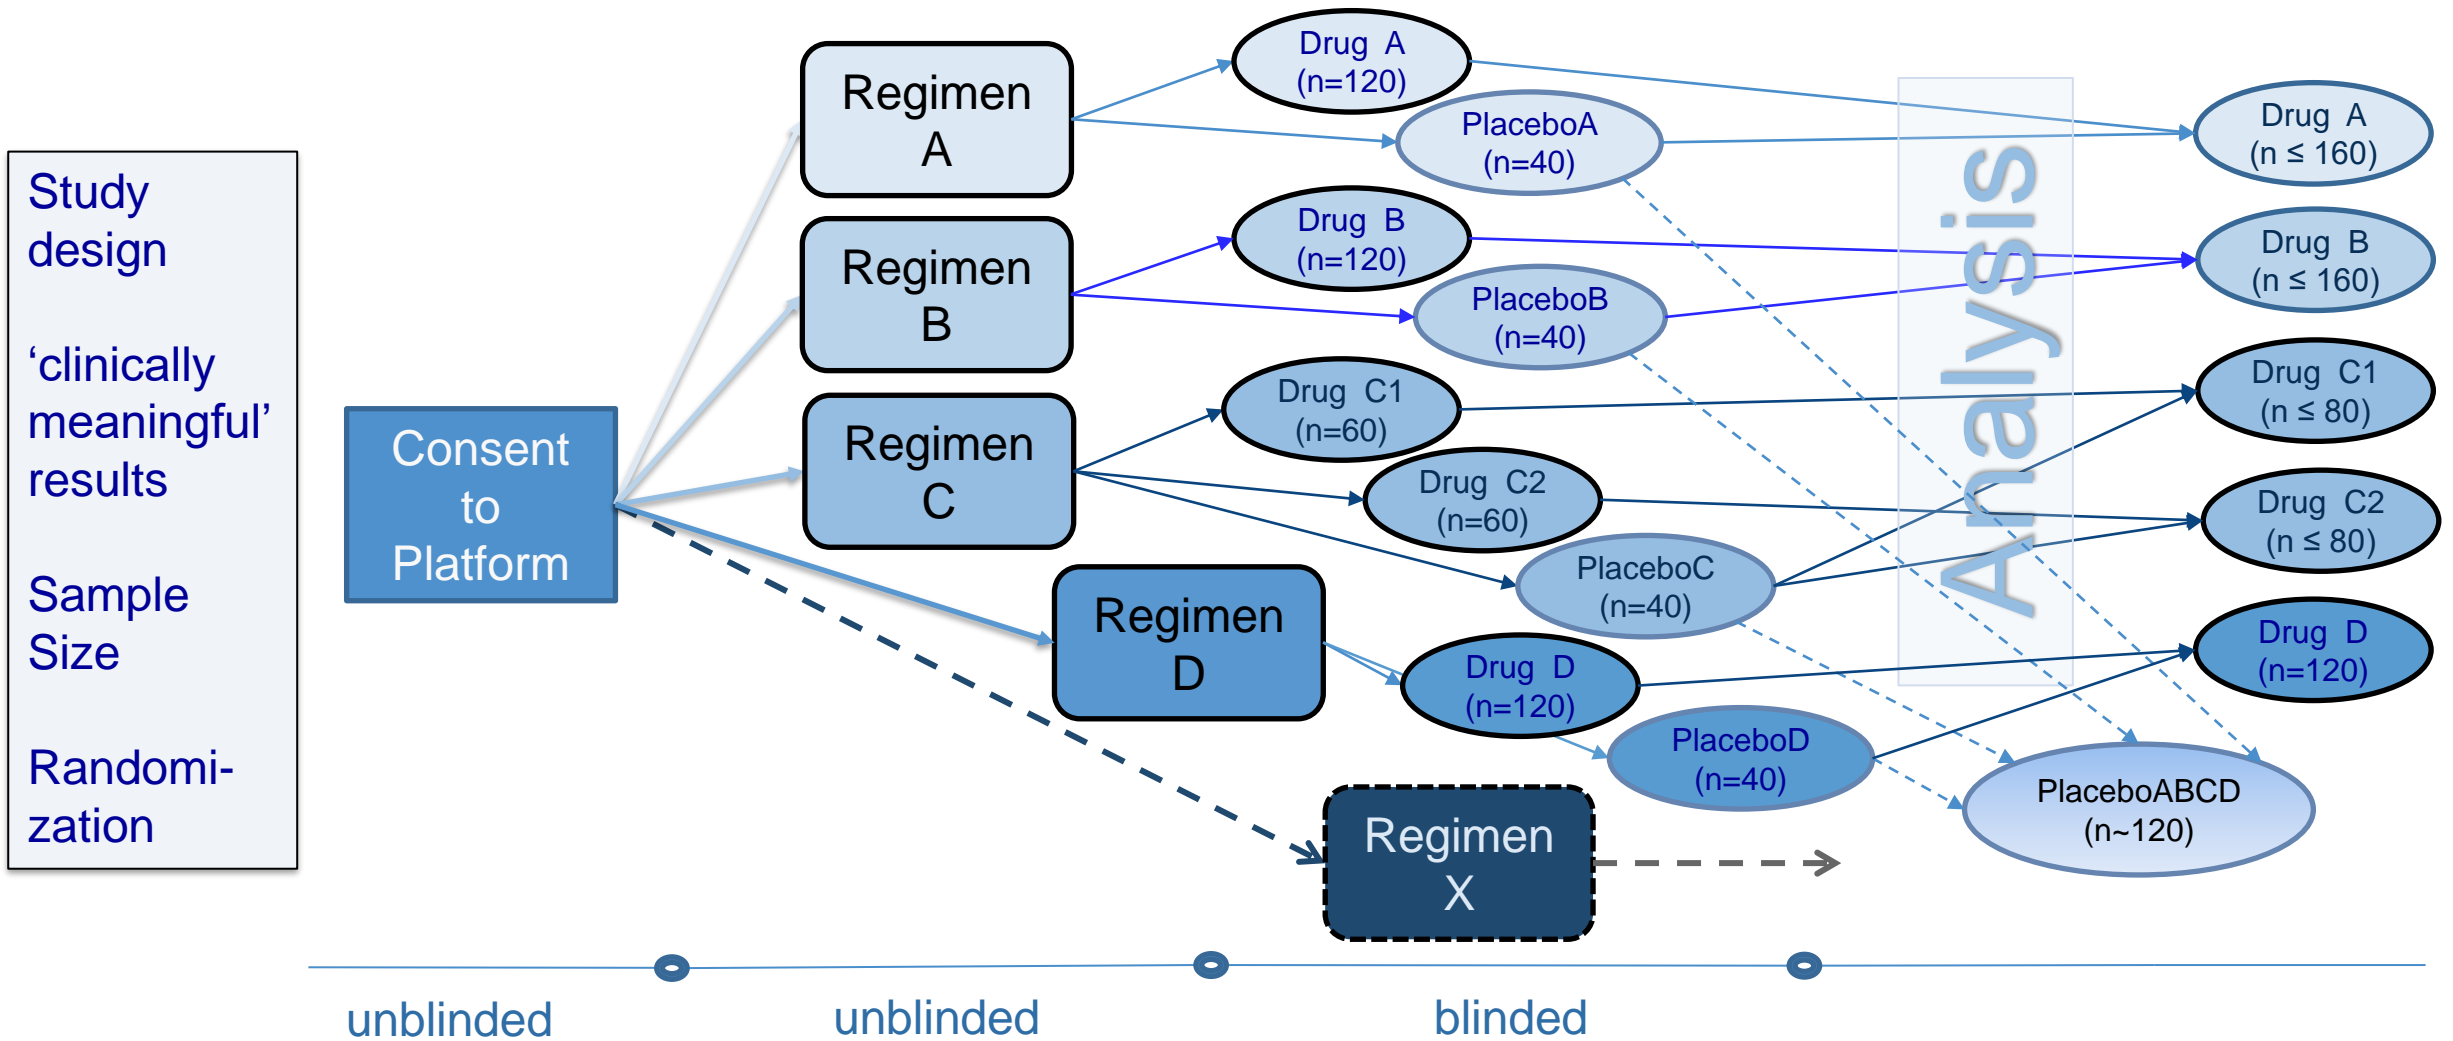 Study
design
‘clinically
meaningful’
results
Sample
Size
Randomi-
zation
Consent
to
Platform
Regimen
A
Regimen
B
Regimen
C
Regimen
D
Regimen
X
Drug A
(n=120)
PlaceboA
(n=40)
Drug B
(n=120)
PlaceboB
(n=40)
Drug C1
(n=60)
Drug C2
(n=60)
PlaceboC
(n=40)
Drug D
(n=120)
PlaceboD
(n=40)
Analysis
Drug A
(n ≤ 160)
Drug B
(n ≤ 160)
Drug C1
(n ≤ 80)
Drug C2
(n ≤ 80)
Drug D
(n=120)
PlaceboABCD
(n~120)
unblinded
unblinded
blinded